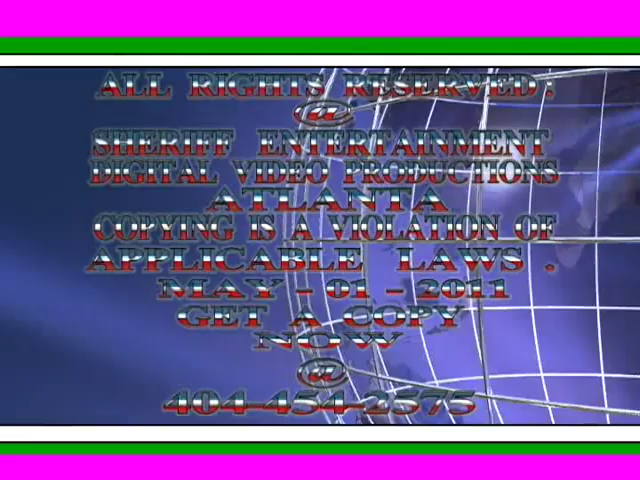 ALL RIGHTS RESERVED.
@
SHERIFF ENTERTAINMENT
DIGITAL VIDEO PRODUCTIONS
ATLANTA
COPYING IS A VIOLATION OF
APPLICABLE LAWS .
MAY - 01 - 2011
GET A COPY
NOW
@
404-454-2575